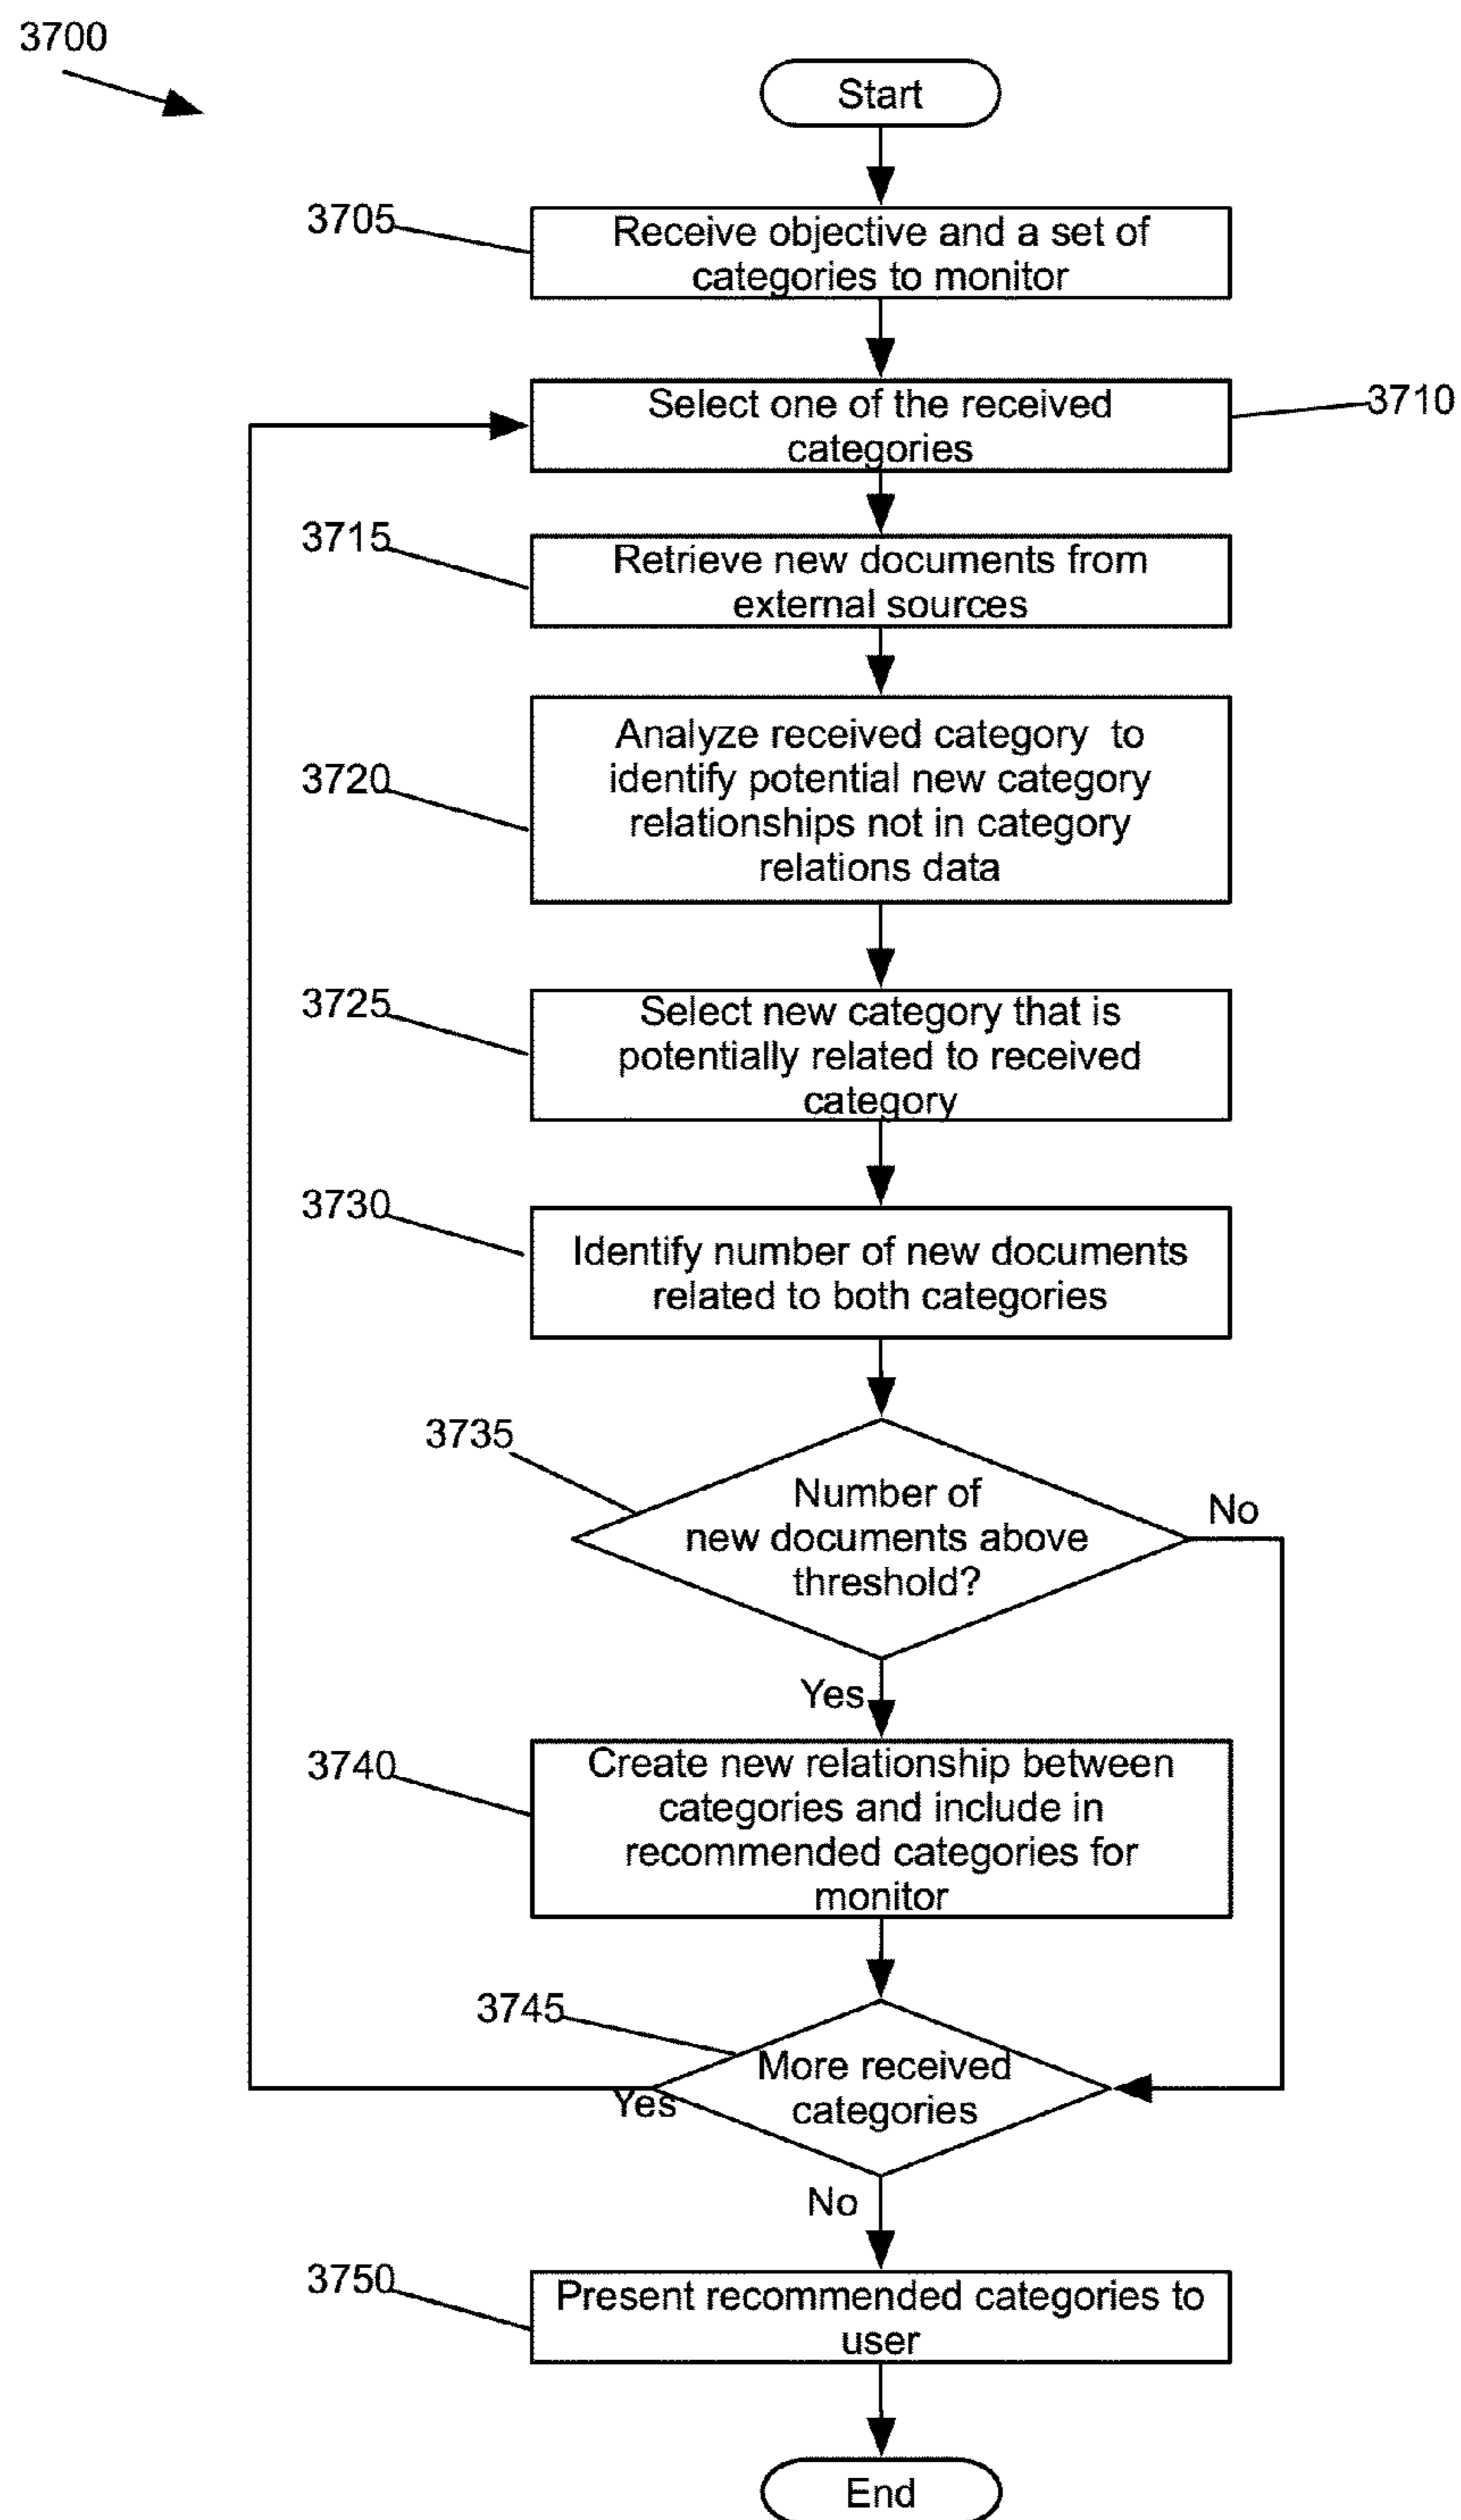 3700
Start
3705
Receive objective and a set of
categories to monitor
Select one of the received
categories
3710
3715
Retrieve new documents from
external sources
3720
Analyze received category to
identify potential new category
relationships not in category
relations data
3725
Select new category that is
potentially related to received
category
3730
Identify number of new documents
related to both categories
3735
Number of
new documents above
threshold?
No
Yes
3740
Create new relationship between
categories and include in
recommended categories for
monitor
3745
More received
categories
Yes
No
3750
Present recommended categories to
user
End